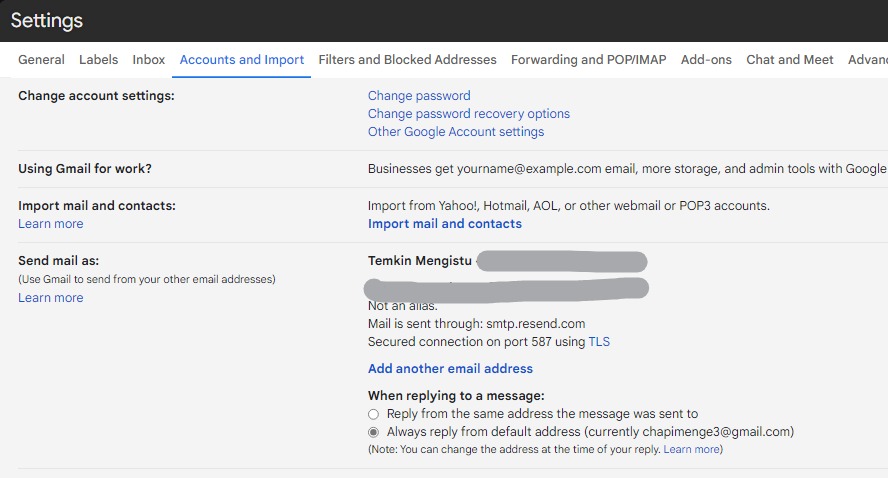 Settings
General Labels Inbox Accounts and Import Filters and Blocked Addresses Forwarding and POP/IMAP Add-ons Chat and Meet
Change account settings:
Change password
Change password recovery options
Other Google Account settings
Using Gmail for work?
Businesses get yourname@example.com email, more storage, and admin tools with Google
Import mail and contacts:
Learn more
Import from Yahoo!, Hotmail, AOL, or other webmail or POP3 accounts.
Import mail and contacts
Send mail as:
(Use Gmail to send from your other email addresses)
Learn more
Temkin Mengistu
Not an alias.
Mail is sent through: smtp.resend.com
Secured connection on port 587 using TLS
Add another email address
When replying to a message:
Reply from the same address the message was sent to
Always reply from default address (currently chapimenge3@gmail.com)
(Note: You can change the address at the time of your reply. Learn more)